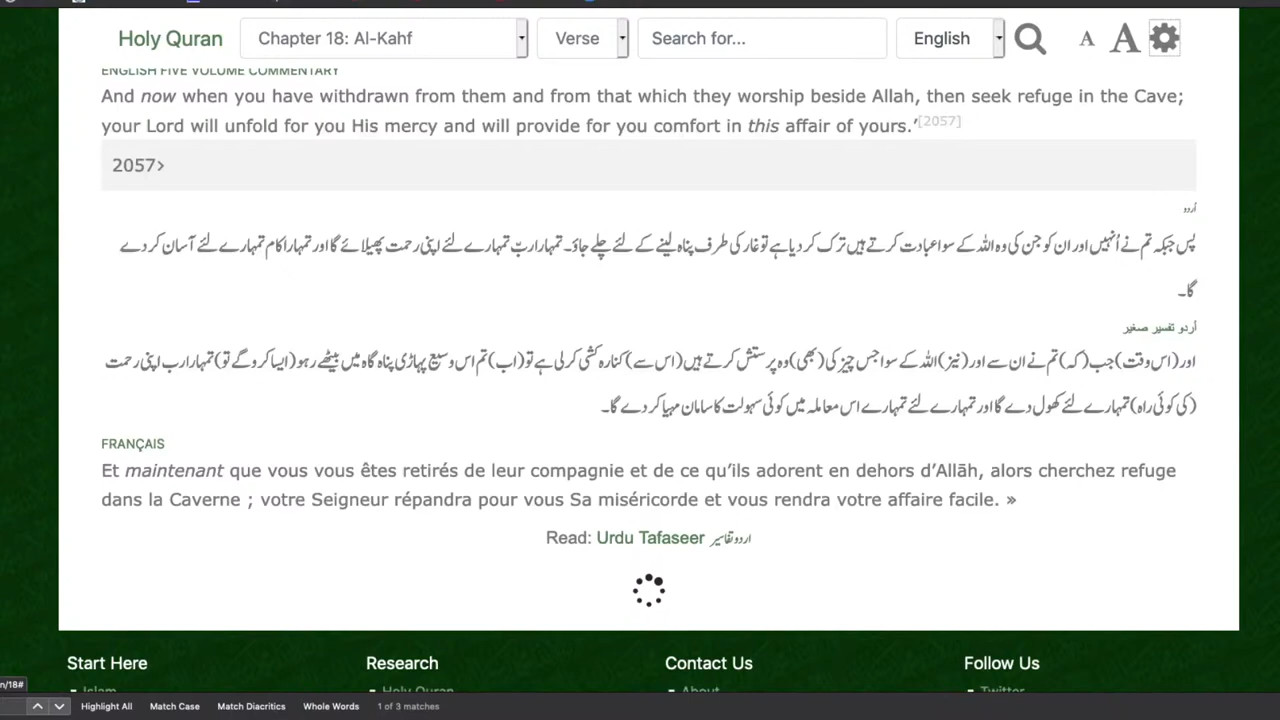 Holy Quran
Chapter 18: Al-Kahf
Verse
Search for...
English
A A
ENGLISH FIVE VOLUME COMMENTARY
And now when you have withdrawn from them and from that which they worship beside Allah, then seek refuge in the Cave;
your Lord will unfold for you His mercy and will provide for you comfort in this affair of yours.’[2057]
2057>
اُردو
پس جبکہ تم نے اُنہیں اور ان کو جن کی وہ اللہ کے سوا عبادت کرتے ہیں ترک کر دیا ہے تو غار کی طرف پناہ لینے کے لئے چلے جاؤ۔ تمہارا ربّ تمہارے لئے اپنی رحمت پھیلائے گا اور تمہارا کام تمہارے لئے آسان کر دے
گا۔
اُردو تفسیر صغیر
اور (اس وقت) جب (کہ) تم نے ان سے اور (نیز) اللہ کے سوا جس چیز کی (بھی) وہ پرستش کرتے ہیں (اس سے) کنارہ کشی کر لی ہے تو (اب) تم اس وسیع پہاڑی پناہ گاہ میں بیٹھے رہو (ایسا کرو گے تو) تمہارا رب اپنی رحمت
(کی کوئی راہ) تمہارے لئے کھول دے گا اور تمہارے لئے تمہارے اس معاملہ میں کوئی سہولت کا سامان مہیا کر دے گا۔
FRANÇAIS
Et maintenant que vous vous êtes retirés de leur compagnie et de ce qu’ils adorent en dehors d’Allāh, alors cherchez refuge
dans la Caverne ; votre Seigneur répandra pour vous Sa miséricorde et vous rendra votre affaire facile. »
Read: Urdu Tafaseer اردو تفاسیر
Start Here
Research
Contact Us
Follow Us
Islam
Holy Quran
About
Twitter
n/18#
Highlight All
Match Case
Match Diacritics
Whole Words
1 of 3 matches